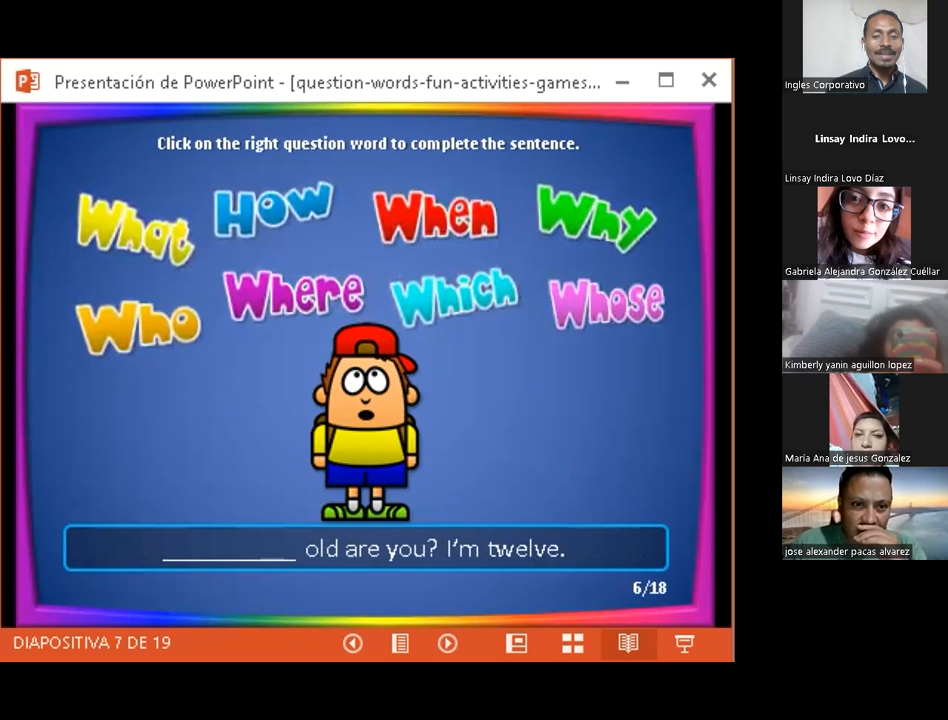 Presentación de PowerPoint - [question-words-fun-activities-games...
Click on the right question word to complete the sentence.
What How When Why
Who Where Which Whose
__________ old are you? I'm twelve.
6/18
DIAPOSITIVA 7 DE 19
Ingles Corporativo
Linsay Indira Lovo...
Linsay Indira Lovo Díaz
Gabriela Alejandra González Cuéllar
Kimberly yanin aguillon lopez
María Ana de jesus González
jose alexander pacas alvarez